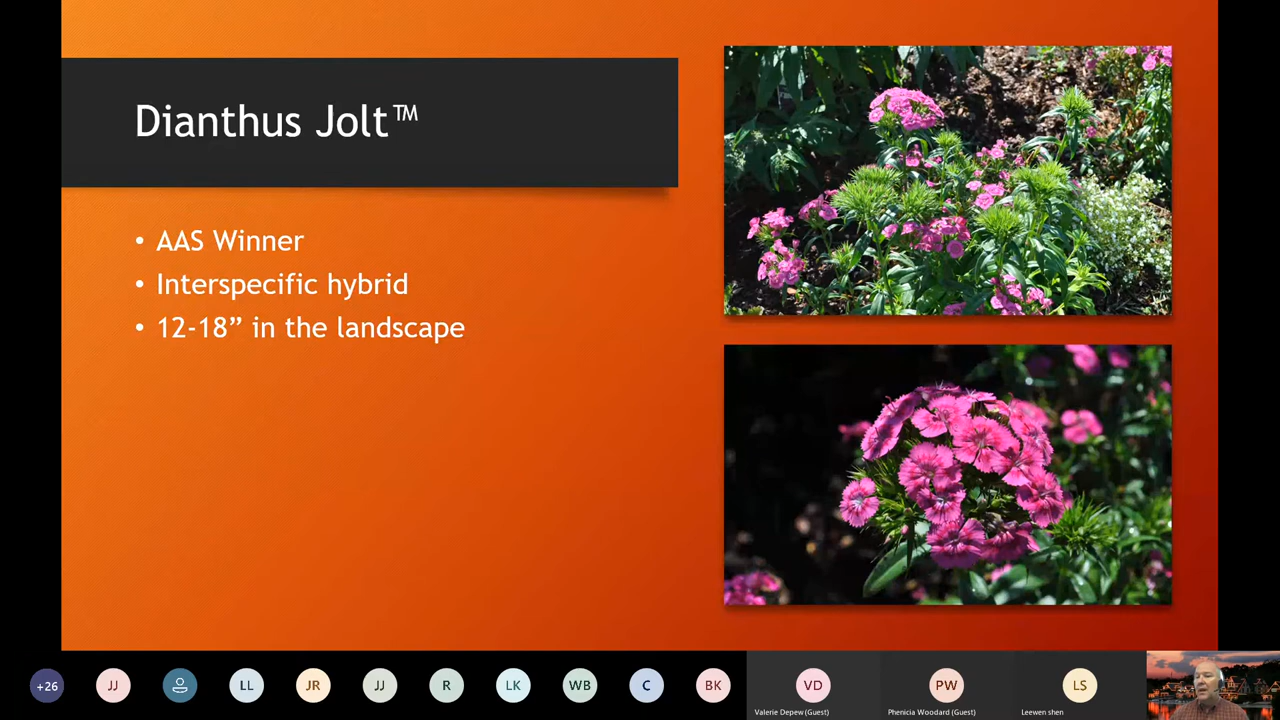 Dianthus Jolt™
• AAS Winner
• Interspecific hybrid
• 12-18” in the landscape
+26
JJ
LL
JR
JJ
R
LK
WB
C
BK
VD
PW
LS
Valerie Depew (Guest)
Phenicia Woodard (Guest)
Leewen shen